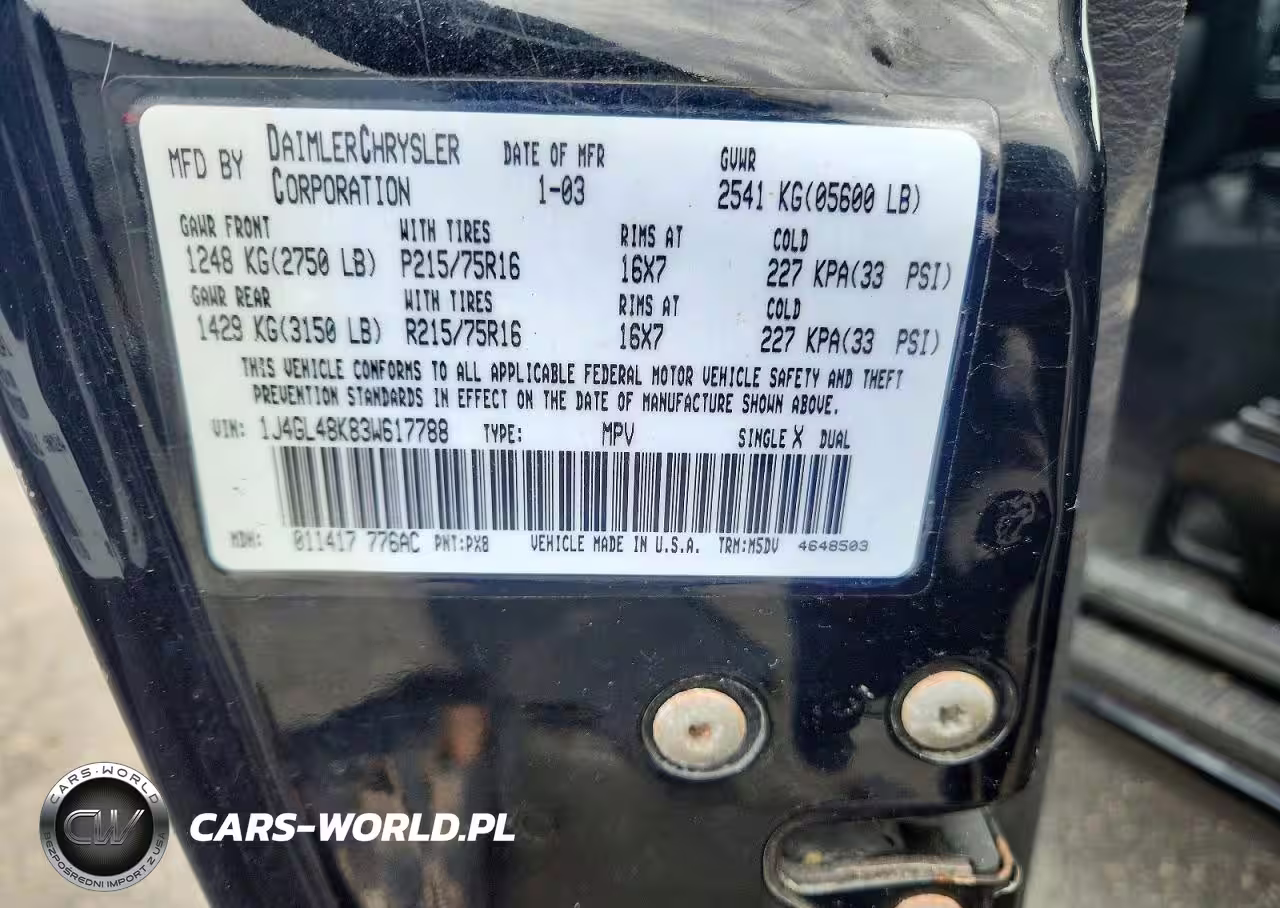 MFD BY DAIMLERCHRYSLER CORPORATION DATE OF MFR 1-03 GVWR 2541 KG(05600 LB)
GAWR FRONT WITH TIRES RIMS AT COLD
1248 KG(2750 LB) P215/75R16 16X7 227 KPA(33 PSI)
GAWR REAR WITH TIRES RIMS AT COLD
1429 KG(3150 LB) R215/75R16 16X7 227 KPA(33 PSI)
THIS VEHICLE CONFORMS TO ALL APPLICABLE FEDERAL MOTOR VEHICLE SAFETY AND THEFT
PREVENTION STANDARDS IN EFFECT ON THE DATE OF MANUFACTURE SHOWN ABOVE.
VIN: 1J4GL48K83W617788 TYPE: MPV SINGLE X DUAL
MDH: 011417 776AC PNT:PX8 VEHICLE MADE IN U.S.A. TRM:M5DV 4648503
CARS-WORLD
CW
BEZPOŚREDNI IMPORT Z USA
CARS-WORLD.PL